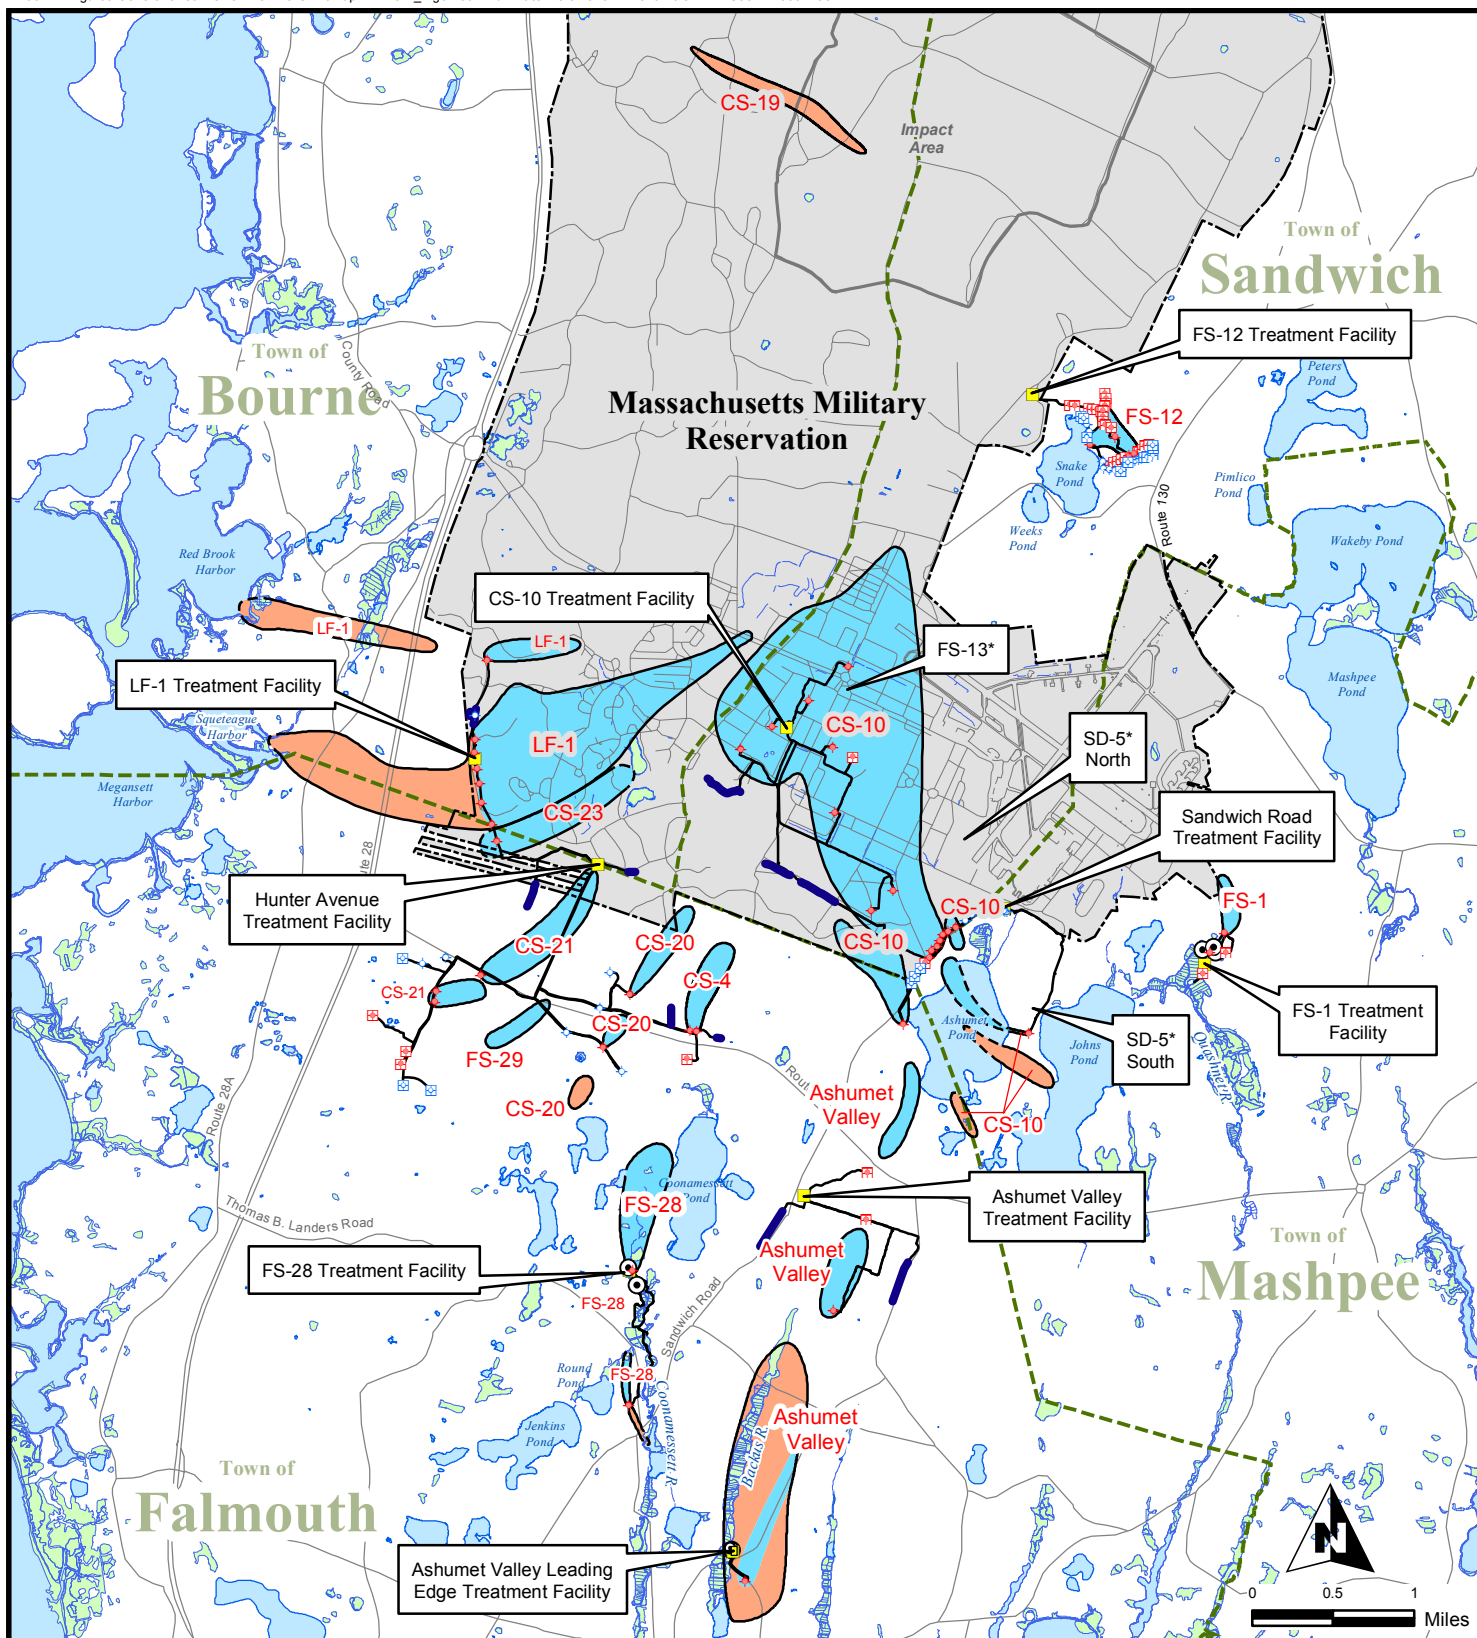 CS-19
Impact
Area
Town of
Sandwich
FS-12 Treatment Facility
Peters
Pond
Town of
Bourne
County Road
Massachusetts Military
Reservation
FS-12
Snake
Pond
Pimlico
Pond
Route 130
Weeks
Pond
Wakeby Pond
Red Brook
Harbor
CS-10 Treatment Facility
LF-1
LF-1
FS-13*
LF-1 Treatment Facility
Mashpee
Pond
Squeteague
Harbor
LF-1
CS-10
SD-5*
North
Megansett
Harbor
CS-23
Sandwich Road
Treatment Facility
Hunter Avenue
Treatment Facility
FS-1
CS-10
CS-21
CS-20
CS-10
CS-4
CS-21
FS-1 Treatment
Facility
Ashumet
Pond
CS-20
Johns
Pond
SD-5*
South
Quashnet R.
FS-29
Route 28A
Ashumet
Valley
CS-20
CS-10
Coonamessett
Pond
FS-28
Ashumet Valley
Treatment Facility
Thomas B. Landers Road
Town of
Mashpee
Ashumet
Valley
FS-28 Treatment Facility
FS-28
Sandwich Road
Round
Pond
FS-28
Coonamessett R.
Jenkins
Pond
Ashumet
Valley
Backus R.
Town of
Falmouth
N
Ashumet Valley Leading
Edge Treatment Facility
0 0.5 1
Miles